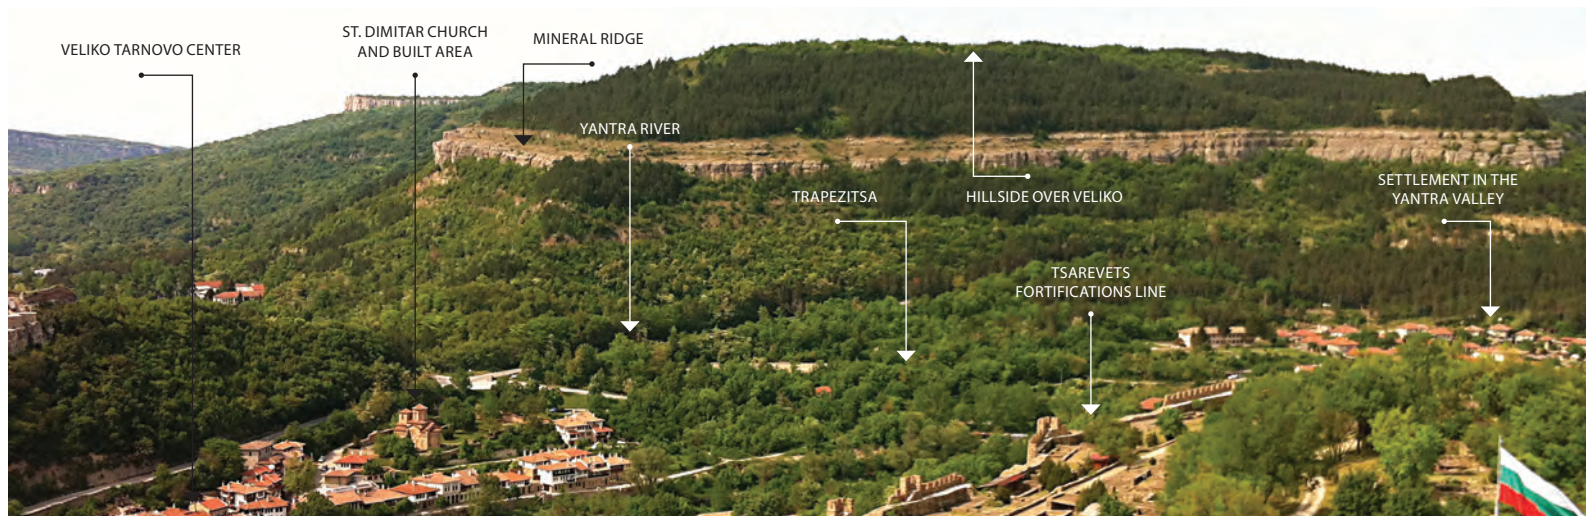 VELIKO TARNOVO CENTER
ST. DIMITAR CHURCH
AND BUILT AREA
MINERAL RIDGE
YANTRA RIVER
TRAPEZITSA
HILLSIDE OVER VELIKO
TSAREVETS
FORTIFICATIONS LINE
SETTLEMENT IN THE
YANTRA VALLEY